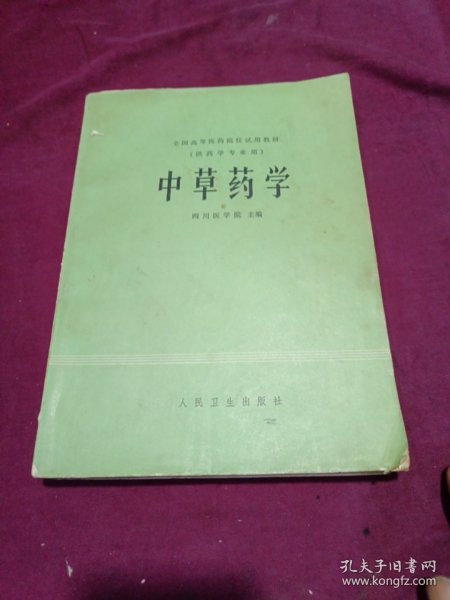 全国高等医药院校试用教材
（供药学专业用）
中草药学
四川医学院 主编
人民卫生出版社
孔夫子旧书网
www.kongfz.com